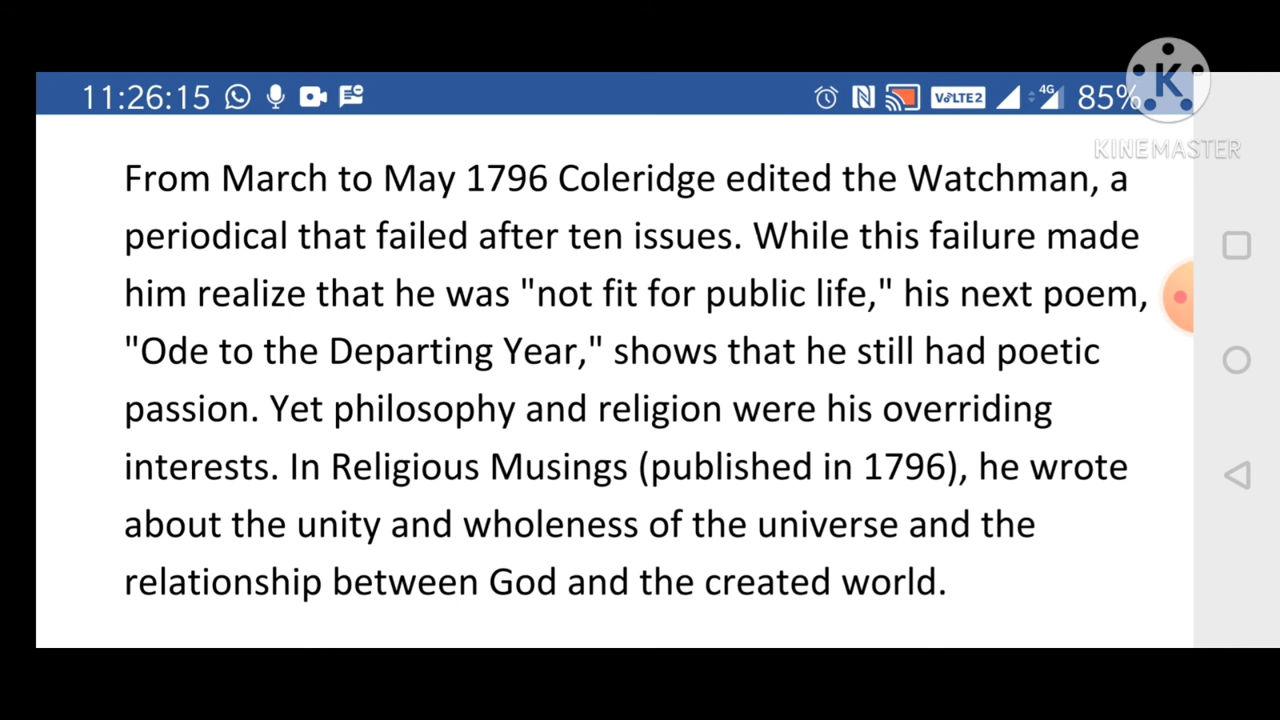 11:26:15 VoLTE2 4G 85%
K
KINEMASTER
From March to May 1796 Coleridge edited the Watchman, a
periodical that failed after ten issues. While this failure made
him realize that he was "not fit for public life," his next poem,
"Ode to the Departing Year," shows that he still had poetic
passion. Yet philosophy and religion were his overriding
interests. In Religious Musings (published in 1796), he wrote
about the unity and wholeness of the universe and the
relationship between God and the created world.